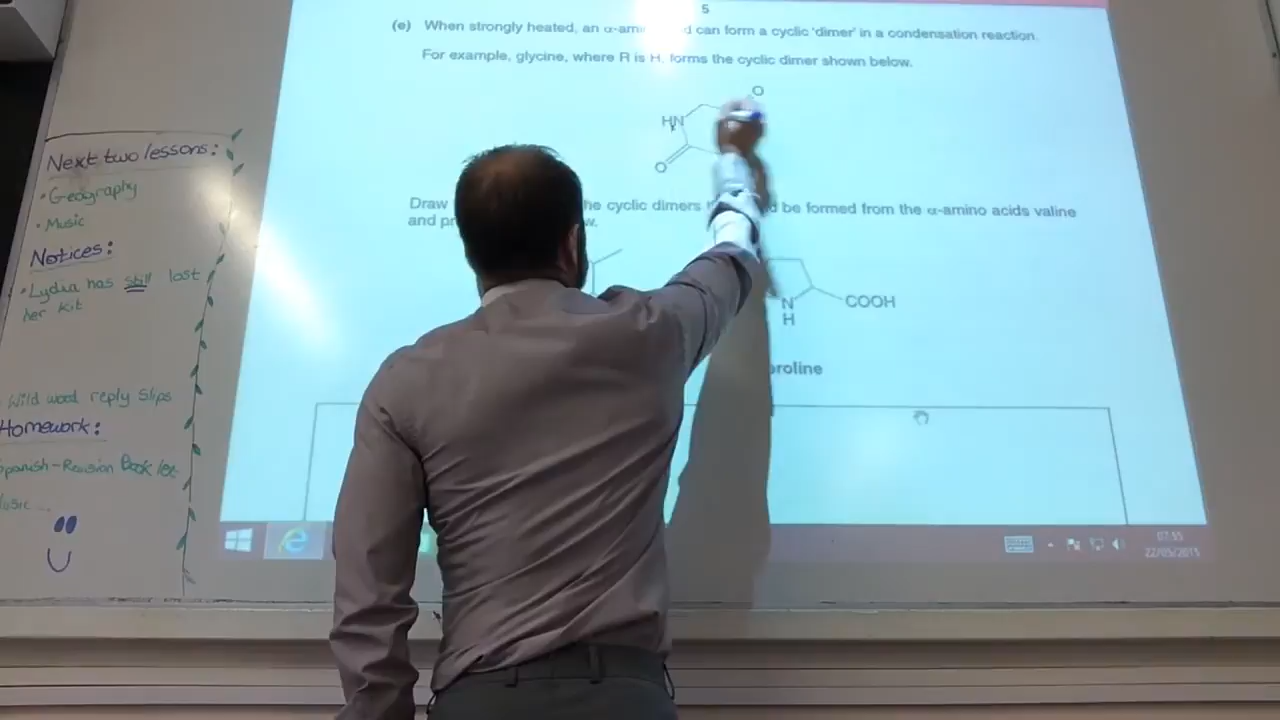 5
(e) When strongly heated, an α-ami d can form a cyclic 'dimer' in a condensation reaction.
For example, glycine, where R is H, forms the cyclic dimer shown below.
O
HN
O
Draw he cyclic dimers be formed from the α-amino acids valine
and pr w.
N
H
COOH
proline
Next two lessons:
• Geography
• Music
Notices:
• Lydia has still lost
her kit
Wild wood reply slips
Homework:
Spanish - Revision Booklet
Music ...
07:55
22/05/2015